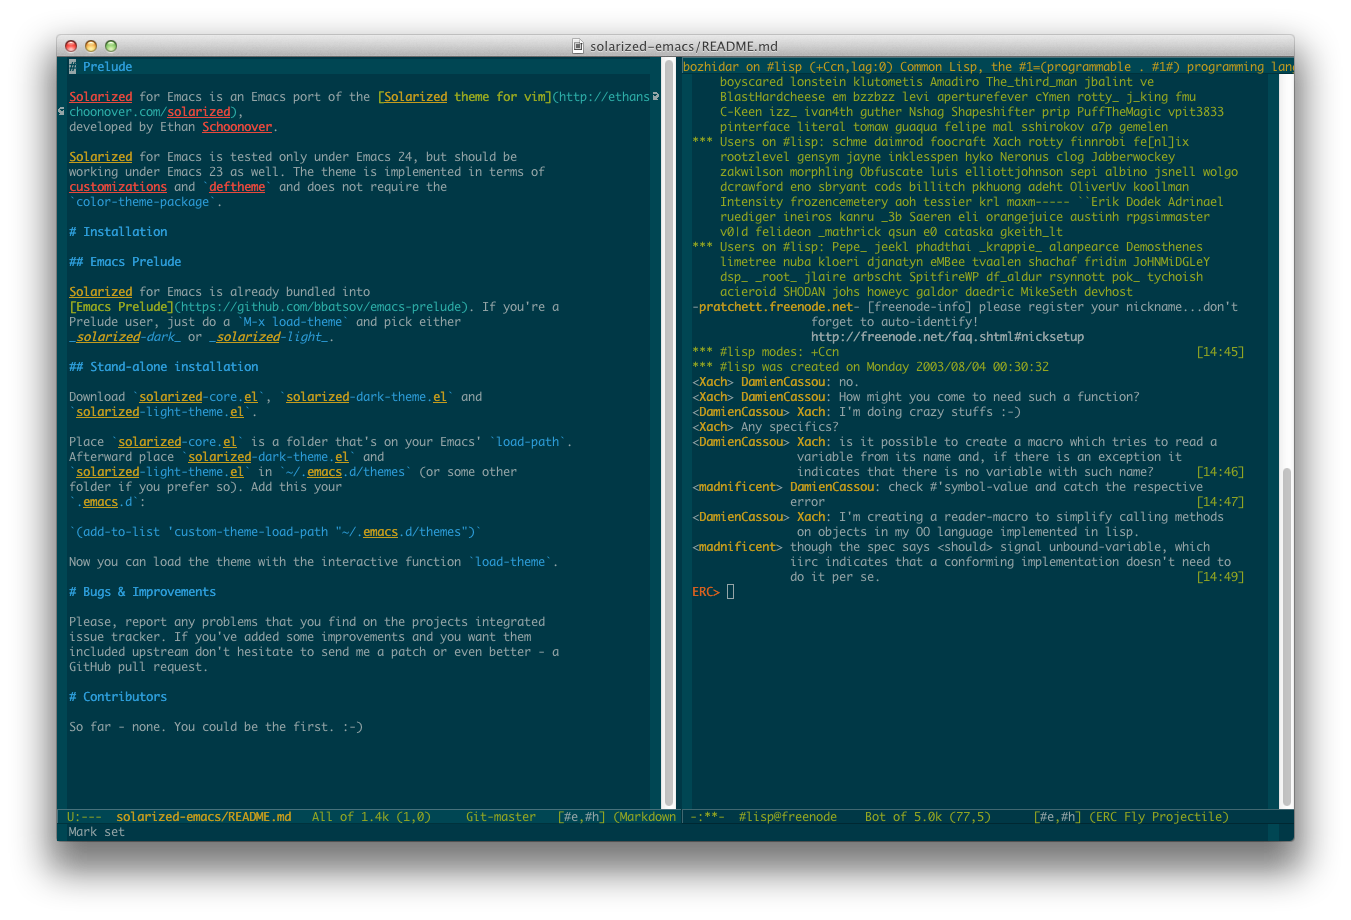 solarized-emacs/README.md
# Prelude
Solarized for Emacs is an Emacs port of the [Solarized theme for vim](http://ethans
choonover.com/solarized),
developed by Ethan Schoonover.
Solarized for Emacs is tested only under Emacs 24, but should be
working under Emacs 23 as well. The theme is implemented in terms of
customizations and `deftheme` and does not require the
`color-theme-package`.
# Installation
## Emacs Prelude
Solarized for Emacs is already bundled into
[Emacs Prelude](https://github.com/bbatsov/emacs-prelude). If you're a
Prelude user, just do a `M-x load-theme` and pick either
_solarized-dark_ or _solarized-light_.
## Stand-alone installation
Download `solarized-core.el`, `solarized-dark-theme.el` and
`solarized-light-theme.el`.
Place `solarized-core.el` is a folder that's on your Emacs' `load-path`.
Afterward place `solarized-dark-theme.el` and
`solarized-light-theme.el` in `~/.emacs.d/themes` (or some other
folder if you prefer so). Add this your
`.emacs.d`:
`(add-to-list 'custom-theme-load-path "~/.emacs.d/themes")`
Now you can load the theme with the interactive function `load-theme`.
# Bugs & Improvements
Please, report any problems that you find on the projects integrated
issue tracker. If you've added some improvements and you want them
included upstream don't hesitate to send me a patch or even better - a
GitHub pull request.
# Contributors
So far - none. You could be the first. :-)
U:--- solarized-emacs/README.md All of 1.4k (1,0) Git-master [#e,#h] (Markdown
Mark set
bozhidar on #lisp (+Ccn,lag:0) Common Lisp, the #1=(programmable . #1#) programming lan
boyscared lonstein klutometis Amadiro The_third_man jbalint ve
BlastHardcheese em bzzbzz levi aperturefever cYmen rotty_ j_king fmu
C-Keen izz_ ivan4th guther Nshag Shapeshifter prip PuffTheMagic vpit3833
pinterface literal tomaw guaqua felipe mal sshirokov a7p gemelen
*** Users on #lisp: schme daimrod foocraft Xach rotty finnrobi fe[nl]ix
rootzlevel gensym jayne inklesspen hyko Neronus clog Jabberwockey
zakwilson morphling Obfuscate luis elliottjohnson sepi albino jsnell wolgo
dcrawford eno sbryant cods billitch pkhuong adeht OliverUv koollman
Intensity frozencemetery aoh tessier krl maxm----- ``Erik Dodek Adrinael
ruediger ineiros kanru _3b Saeren eli orangejuice austinh rpgsimmaster
v0|d felideon _mathrick qsun e0 cataska gkeith_lt
*** Users on #lisp: Pepe_ jeekl phadthai _krappie_ alanpearce Demosthenes
limetree nuba kloeri djanatyn eMBee tvaalen shachaf fridim JoHNMiDGLeY
dsp_ _root_ jlaire arbscht SpitfireWP df_aldur rsynnott pok_ tychoish
acieroid SHODAN johs howeyc galdor daedric MikeSeth devhost
-pratchett.freenode.net- [freenode-info] please register your nickname...don't
forget to auto-identify!
http://freenode.net/faq.shtml#nicksetup
*** #lisp modes: +Ccn [14:45]
*** #lisp was created on Monday 2003/08/04 00:30:32
<Xach> DamienCassou: no.
<Xach> DamienCassou: How might you come to need such a function?
<DamienCassou> Xach: I'm doing crazy stuffs :-)
<Xach> Any specifics?
<DamienCassou> Xach: is it possible to create a macro which tries to read a
variable from its name and, if there is an exception it
indicates that there is no variable with such name? [14:46]
<madnificent> DamienCassou: check #'symbol-value and catch the respective
error [14:47]
<DamienCassou> Xach: I'm creating a reader-macro to simplify calling methods
on objects in my OO language implemented in lisp.
<madnificent> though the spec says <should> signal unbound-variable, which
iirc indicates that a conforming implementation doesn't need to
do it per se. [14:49]
ERC>
-:**- #lisp@freenode Bot of 5.0k (77,5) [#e,#h] (ERC Fly Projectile)